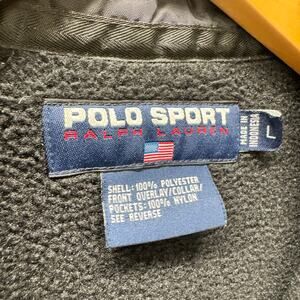 POLO SPORT
RALPH LAUREN
MADE IN
INDONESIA
L
SHELL: 100% POLYESTER
FRONT OVERLAY/COLLAR/
POCKETS: 100% NYLON
SEE REVERSE